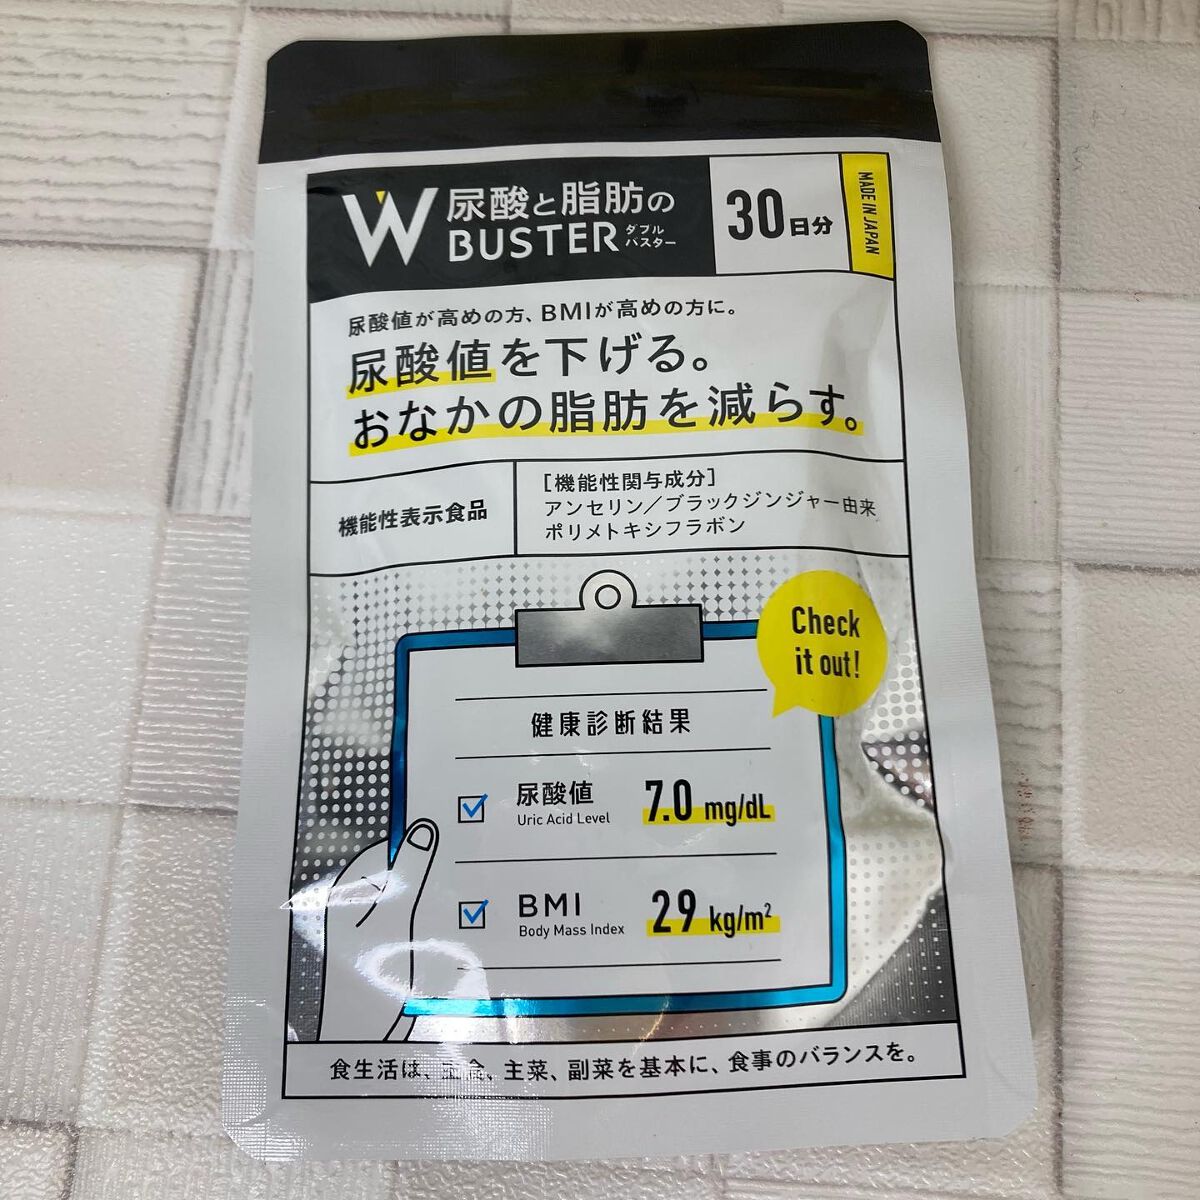 W 尿酸と脂肪の
BUSTER ダブルバスター
30日分
MADE IN JAPAN
尿酸値が高めの方、BMIが高めの方に。
尿酸値を下げる。
おなかの脂肪を減らす。
機能性表示食品
[機能性関与成分]
アンセリン／ブラックジンジャー由来
ポリメトキシフラボン
Check
it out!
健康診断結果
尿酸値 7.0 mg/dL
Uric Acid Level
BMI 29 kg/m²
Body Mass Index
食生活は、主食、主菜、副菜を基本に、食事のバランスを。